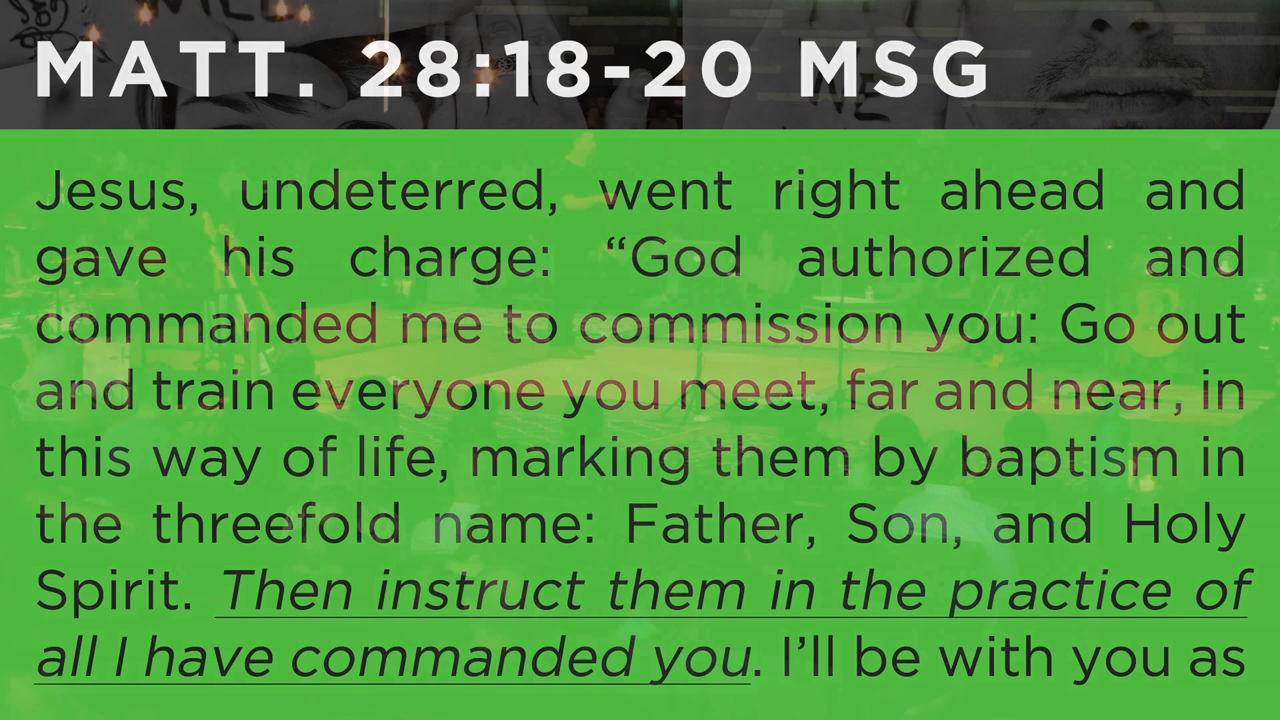 MATT. 28:18-20 MSG
Jesus, undeterred, went right ahead and
gave his charge: “God authorized and
commanded me to commission you: Go out
and train everyone you meet, far and near, in
this way of life, marking them by baptism in
the threefold name: Father, Son, and Holy
Spirit. Then instruct them in the practice of
all I have commanded you. I’ll be with you as